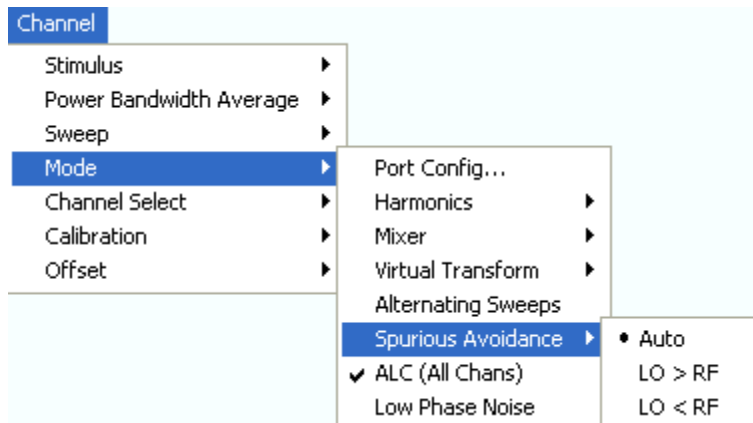 Channel
Stimulus
Power Bandwidth Average
Sweep
Mode
Channel Select
Calibration
Offset
Port Config...
Harmonics
Mixer
Virtual Transform
Alternating Sweeps
Spurious Avoidance
ALC (All Chans)
Low Phase Noise
Auto
LO > RF
LO < RF